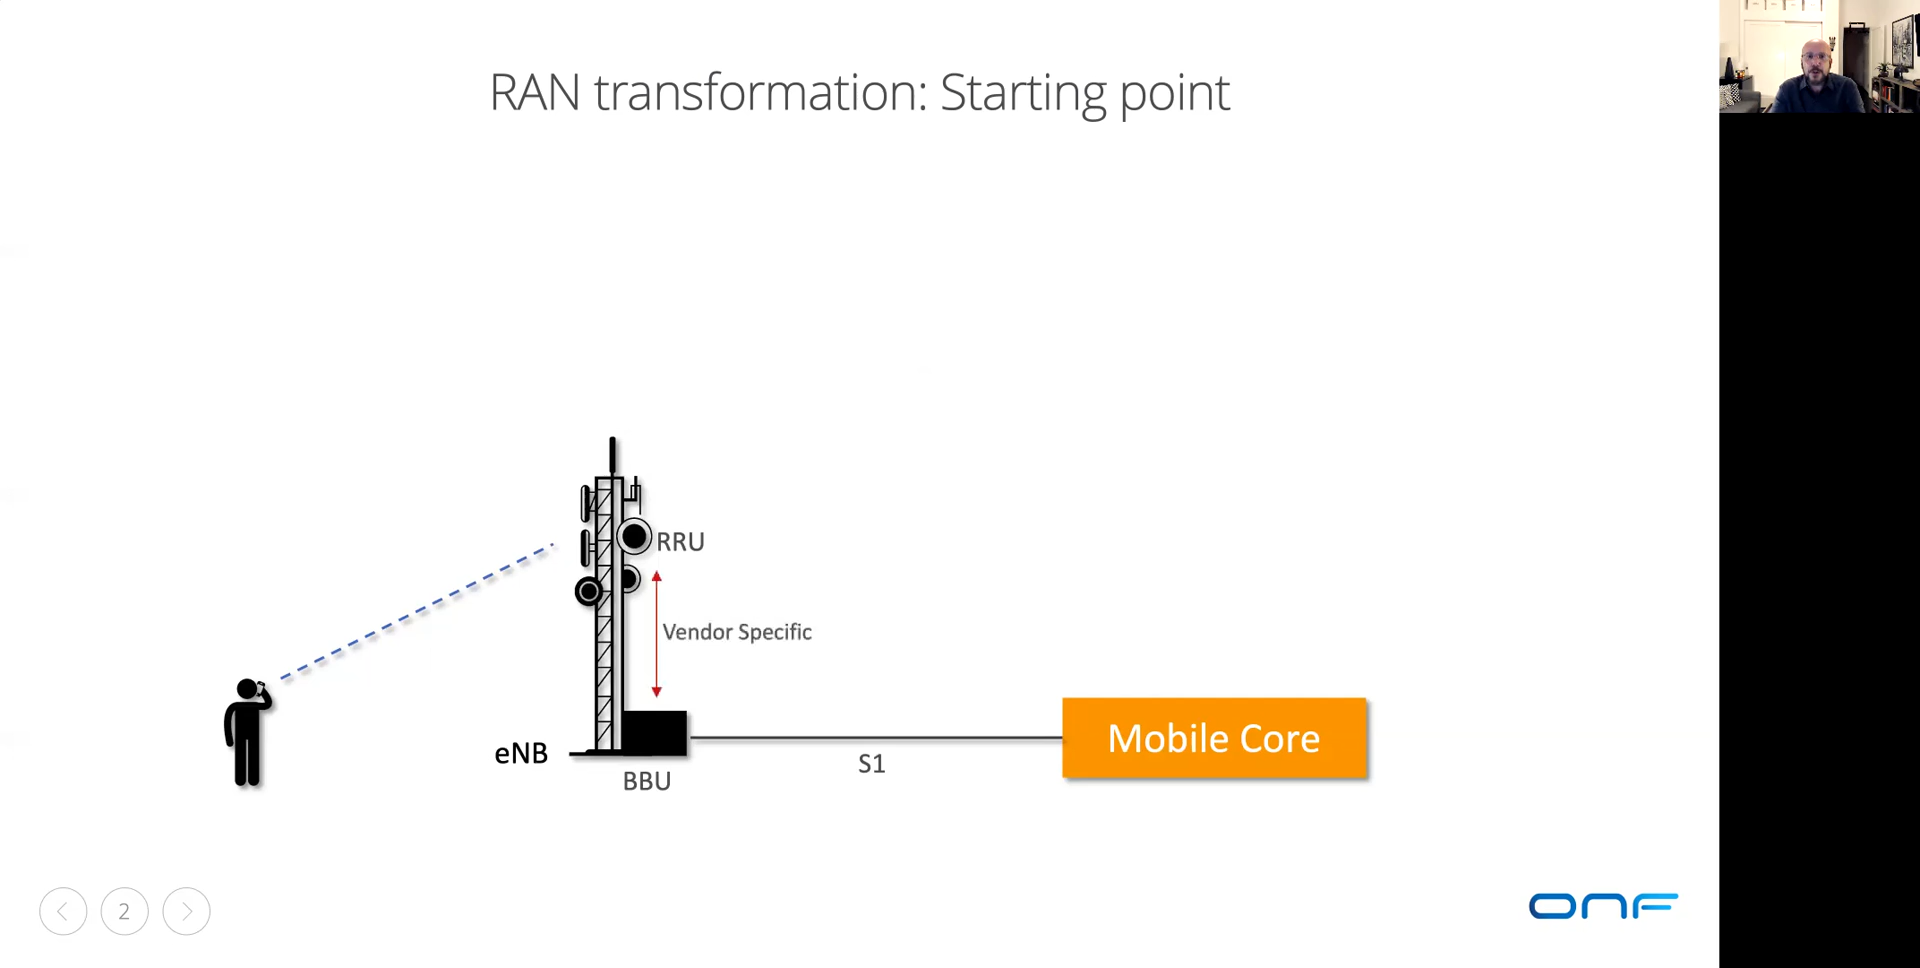 RAN transformation: Starting point
RRU
Vendor Specific
eNB
BBU
S1
Mobile Core
2
ONF